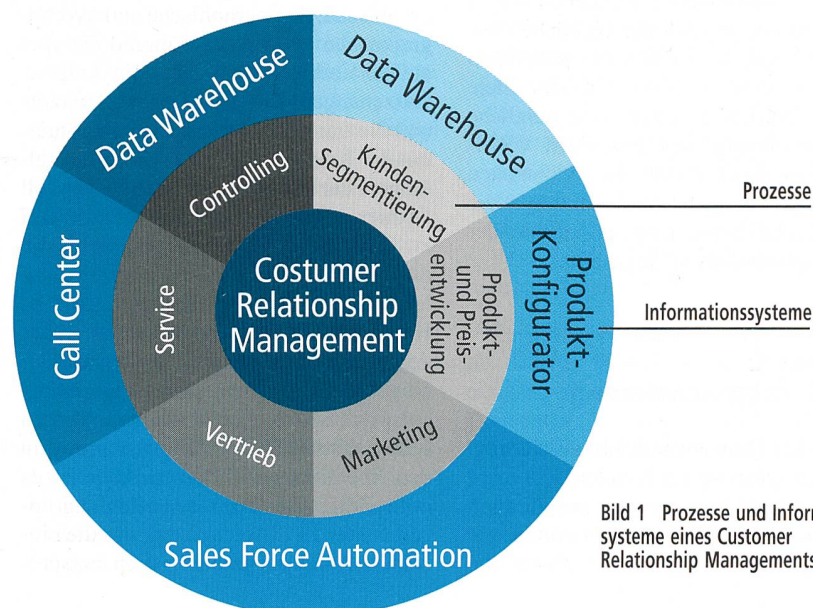 Data Warehouse
Data Warehouse
Controlling
Kunden-
Segmentierung
Prozesse
Call Center
Service
Costumer
Relationship
Management
Produkt-
und Preis-
entwicklung
Produkt-
Konfigurator
Informationssysteme
Vertrieb
Marketing
Sales Force Automation
Bild 1 Prozesse und Infor
systeme eines Customer
Relationship Managements